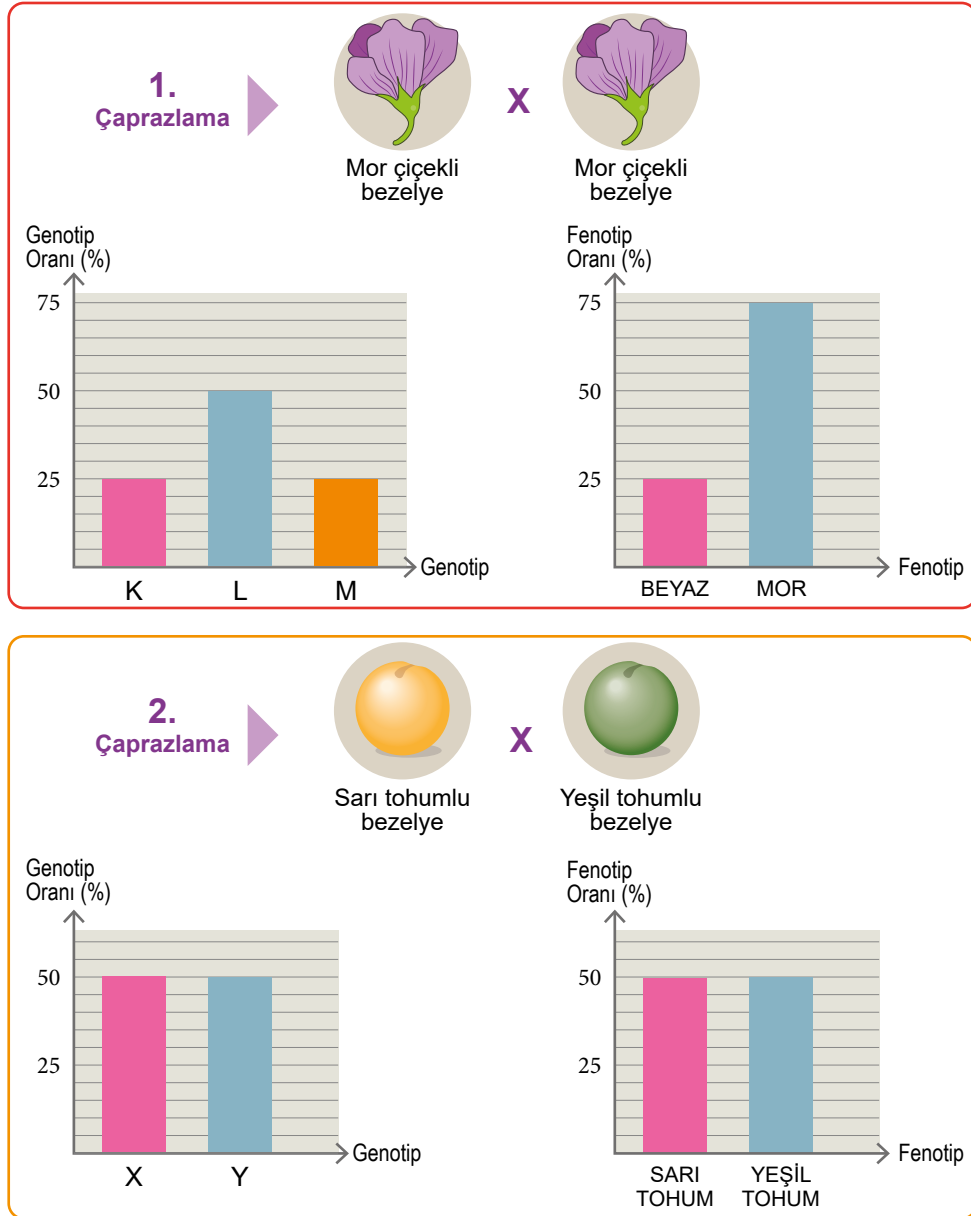 1.
Çaprazlama
X
Mor çiçekli
bezelye
Mor çiçekli
bezelye
Genotip
Oranı (%)
75
50
25
K
L
M
Genotip
Fenotip
Oranı (%)
75
50
25
BEYAZ
MOR
Fenotip
2.
Çaprazlama
X
Sarı tohumlu
bezelye
Yeşil tohumlu
bezelye
Genotip
Oranı (%)
50
25
X
Y
Genotip
Fenotip
Oranı (%)
50
25
SARI
TOHUM
YEŞİL
TOHUM
Fenotip